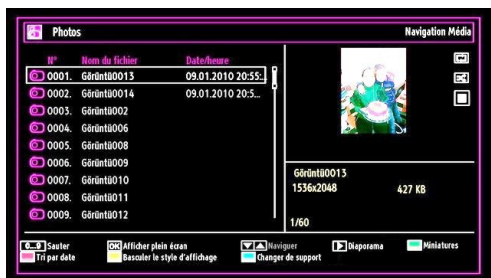 Photos
Navigation Média
N° Nom du fichier Date/heure
0001. Görüntü0013 09.01.2010 20:55:..
0002. Görüntü0014 09.01.2010 20:5...
0003. Görüntü002
0004. Görüntü006
0005. Görüntü008
0006. Görüntü009
0007. Görüntü010
0008. Görüntü011
0009. Görüntü012
Görüntü0013
1536x2048 427 KB
1/60
0...9 Sauter OK Afficher plein écran Naviguer Diaporama Miniatures
Tri par date Basculer le style d'affichage Changer de support